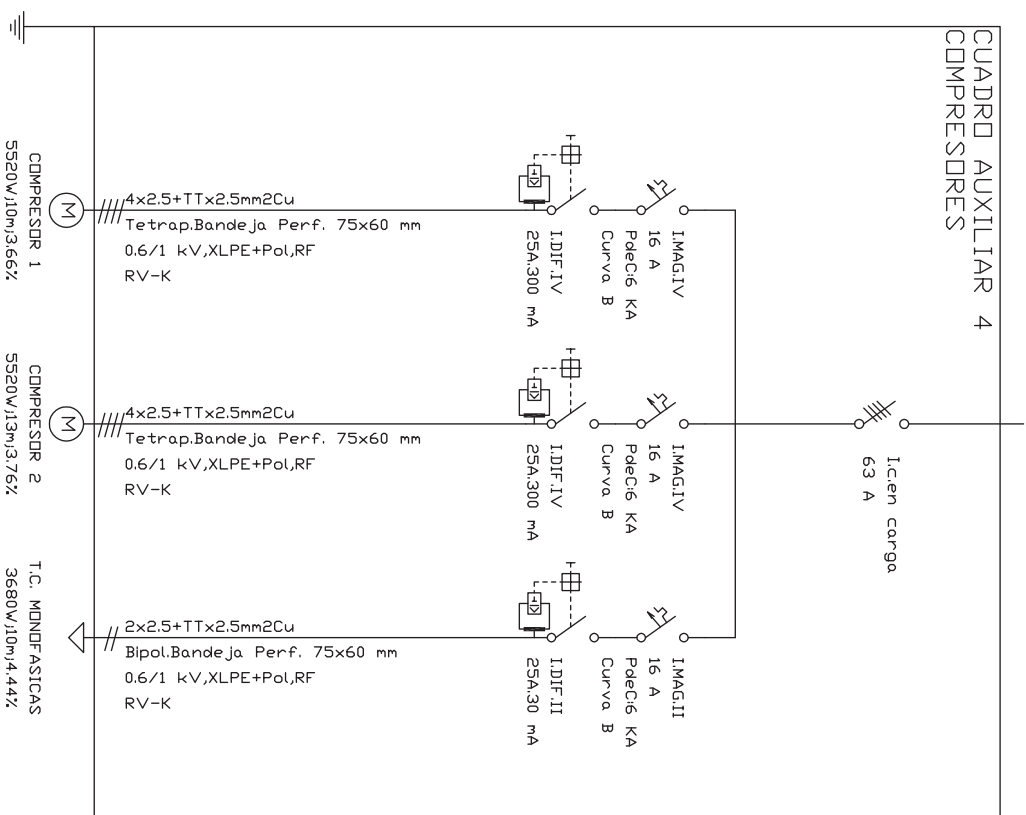 CUADRO AUXILIAR 4
COMPRESORES
I.c.en carga
63 A
I.MAG.IV
16 A
PdeC:6 KA
Curva B
I.DIF.IV
25A.300 mA
4x2.5+TTx2.5mm2Cu
Tetrap.Bandeja Perf. 75x60 mm
0.6/1 kV,XLPE+Pol,RF
RV-K
M
COMPRESOR 1
5520W;10m;3.66%
I.MAG.IV
16 A
PdeC:6 KA
Curva B
I.DIF.IV
25A.300 mA
4x2.5+TTx2.5mm2Cu
Tetrap.Bandeja Perf. 75x60 mm
0.6/1 kV,XLPE+Pol,RF
RV-K
M
COMPRESOR 2
5520W;13m;3.76%
I.MAG.II
16 A
PdeC:6 KA
Curva B
I.DIF.II
25A.30 mA
2x2.5+TTx2.5mm2Cu
Bipol.Bandeja Perf. 75x60 mm
0.6/1 kV,XLPE+Pol,RF
RV-K
T.C. MONOFASICAS
3680W;10m;4.44%